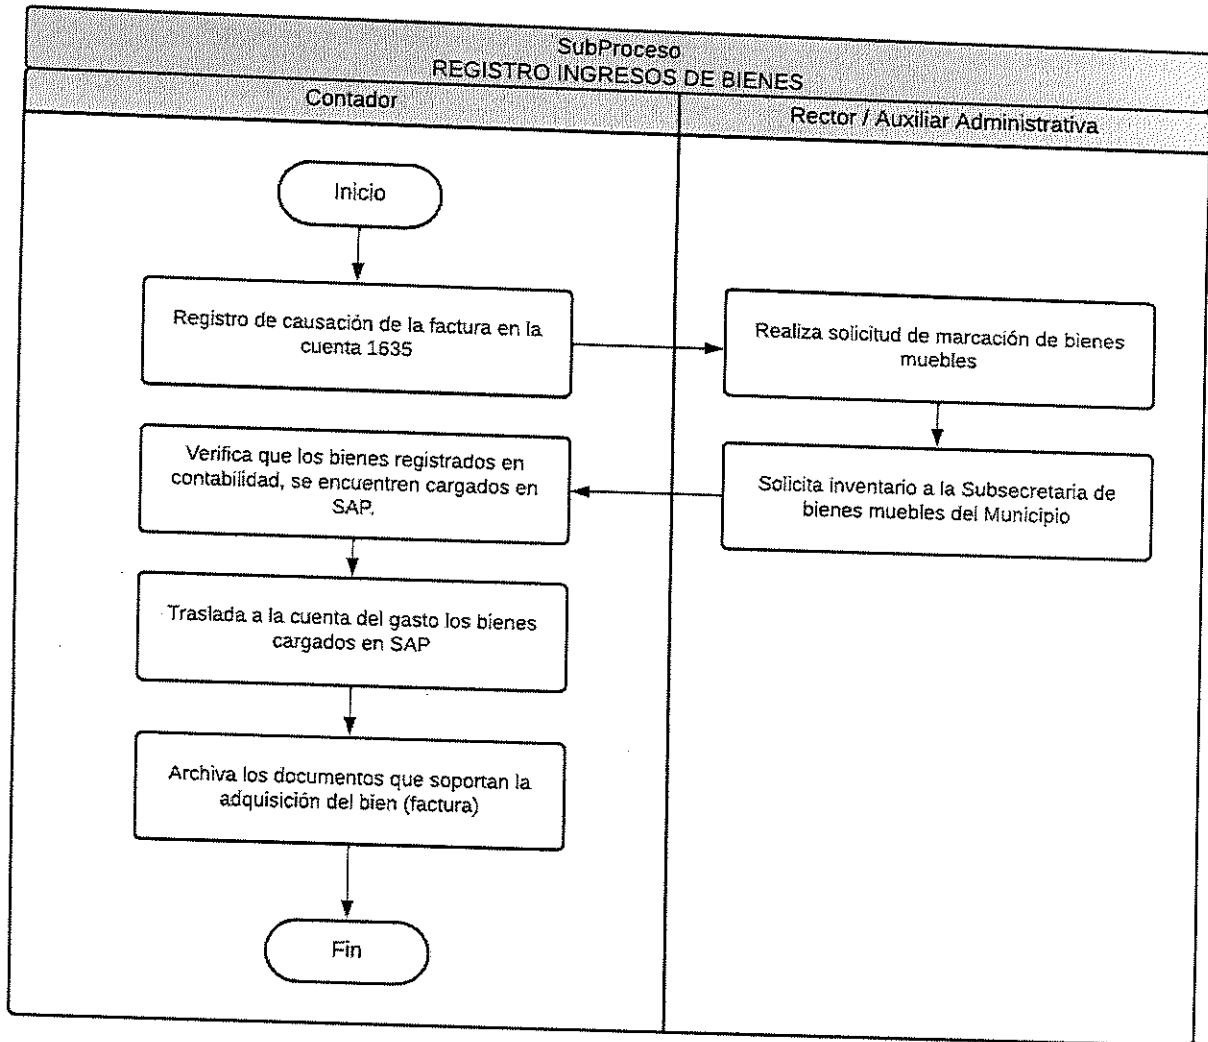 SubProceso
REGISTRO INGRESOS DE BIENES
Contador
Rector / Auxiliar Administrativa
Inicio
Registro de causación de la factura en la
cuenta 1635
Realiza solicitud de marcación de bienes
muebles
Solicita inventario a la Subsecretaria de
bienes muebles del Municipio
Verifica que los bienes registrados en
contabilidad, se encuentren cargados en
SAP.
Traslada a la cuenta del gasto los bienes
cargados en SAP
Archiva los documentos que soportan la
adquisición del bien (factura)
Fin